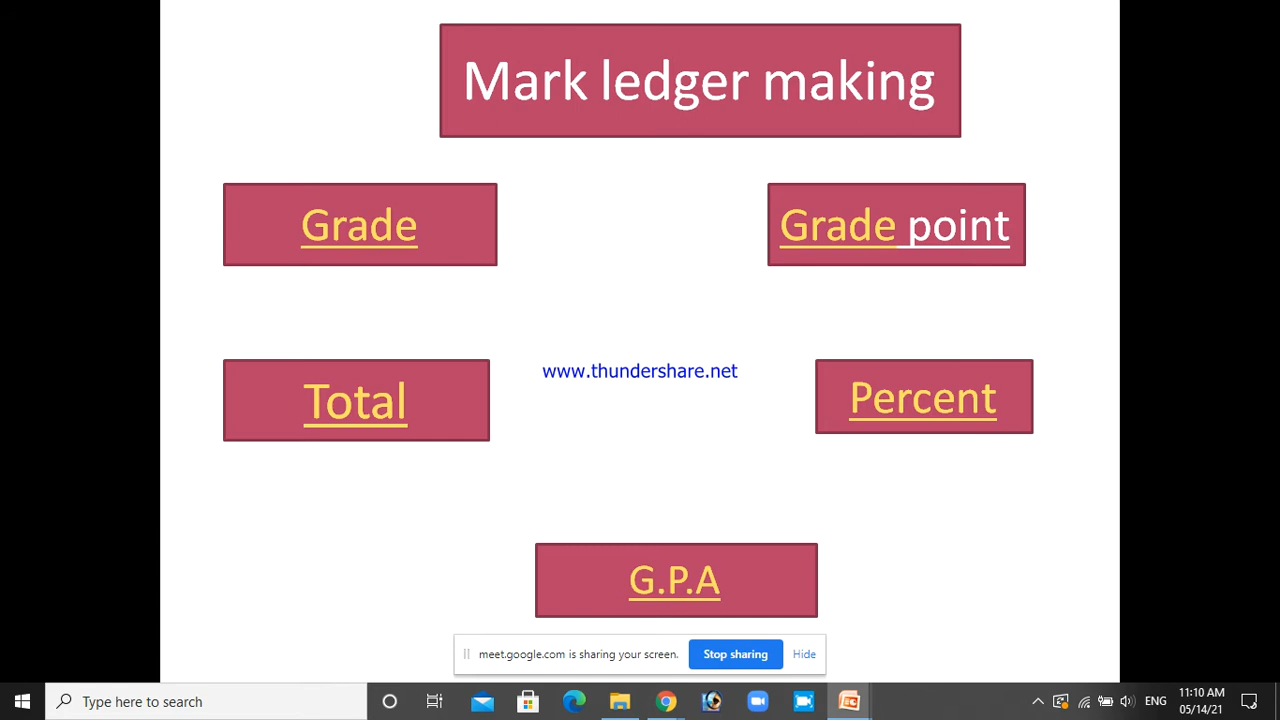 Mark ledger making
Grade
Grade point
www.thundershare.net
Total
Percent
G.P.A
meet.google.com is sharing your screen.
Stop sharing
Hide
Type here to search
ENG
11:10 AM
05/14/21